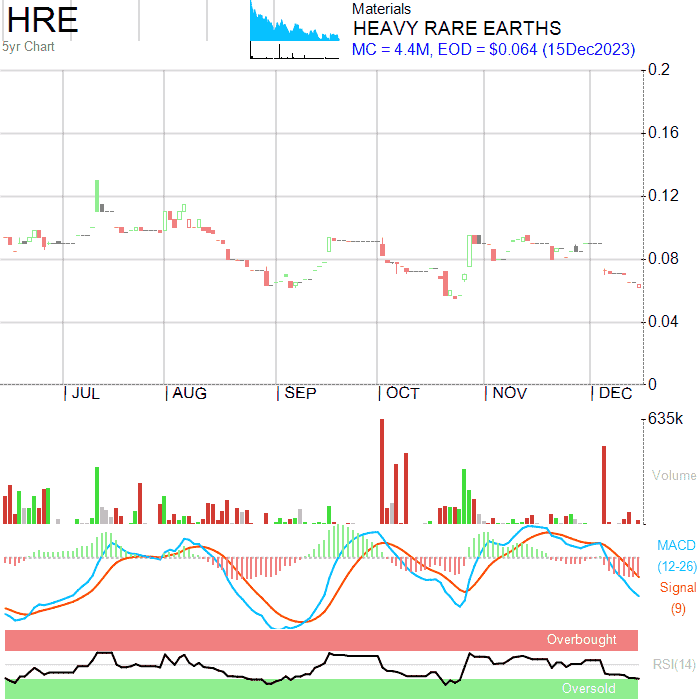 HRE
5yr Chart
Materials
HEAVY RARE EARTHS
MC = 4.4M, EOD = $0.064 (15Dec2023)
0.2
0.16
0.12
0.08
0.04
0
JUL
AUG
SEP
OCT
NOV
DEC
635k
Volume
MACD
(12-26)
Signal
(9)
Overbought
RSI(14)
Oversold